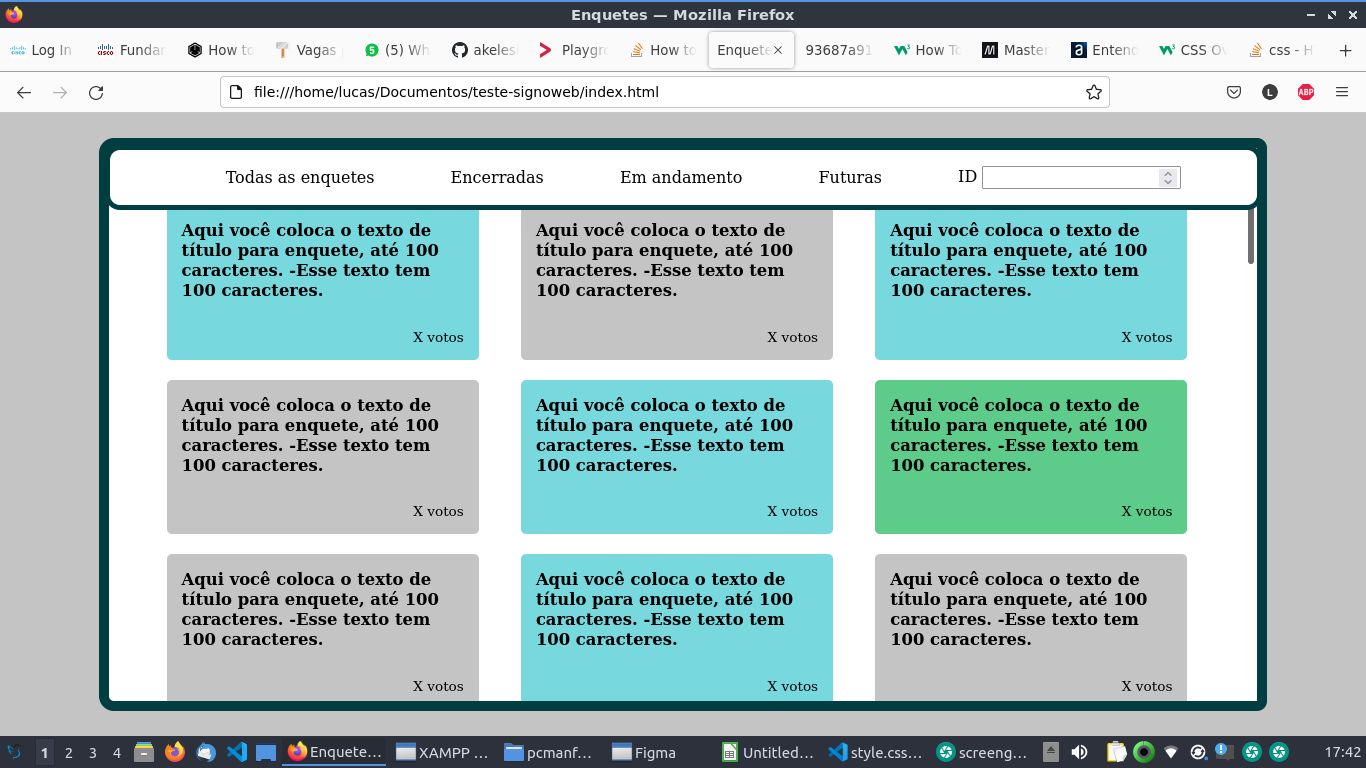 Enquetes — Mozilla Firefox
Log In Fundar How to Vagas (5) Wh akeles Playgro How to Enquete 93687a91 How To Master Entend CSS Ov css - H
file:///home/lucas/Documentos/teste-signoweb/index.html
L ABP
Todas as enquetes Encerradas Em andamento Futuras ID
Aqui você coloca o texto de
título para enquete, até 100
caracteres. -Esse texto tem
100 caracteres.
X votos
Aqui você coloca o texto de
título para enquete, até 100
caracteres. -Esse texto tem
100 caracteres.
X votos
Aqui você coloca o texto de
título para enquete, até 100
caracteres. -Esse texto tem
100 caracteres.
X votos
Aqui você coloca o texto de
título para enquete, até 100
caracteres. -Esse texto tem
100 caracteres.
X votos
Aqui você coloca o texto de
título para enquete, até 100
caracteres. -Esse texto tem
100 caracteres.
X votos
Aqui você coloca o texto de
título para enquete, até 100
caracteres. -Esse texto tem
100 caracteres.
X votos
Aqui você coloca o texto de
título para enquete, até 100
caracteres. -Esse texto tem
100 caracteres.
X votos
Aqui você coloca o texto de
título para enquete, até 100
caracteres. -Esse texto tem
100 caracteres.
X votos
Aqui você coloca o texto de
título para enquete, até 100
caracteres. -Esse texto tem
100 caracteres.
X votos
1 2 3 4 Enquete... XAMPP ... pcmanf... Figma Untitled... style.css... screeng... 17:42